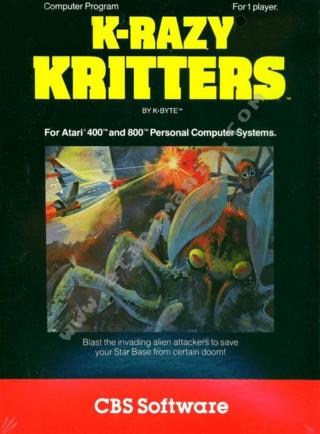 Computer Program For 1 player.
K-RAZY
KRITTERS™
BY K-BYTE™
For Atari® 400™ and 800™ Personal Computer Systems.
Blast the invading alien attackers to save
your Star Base from certain doom!
CBS Software